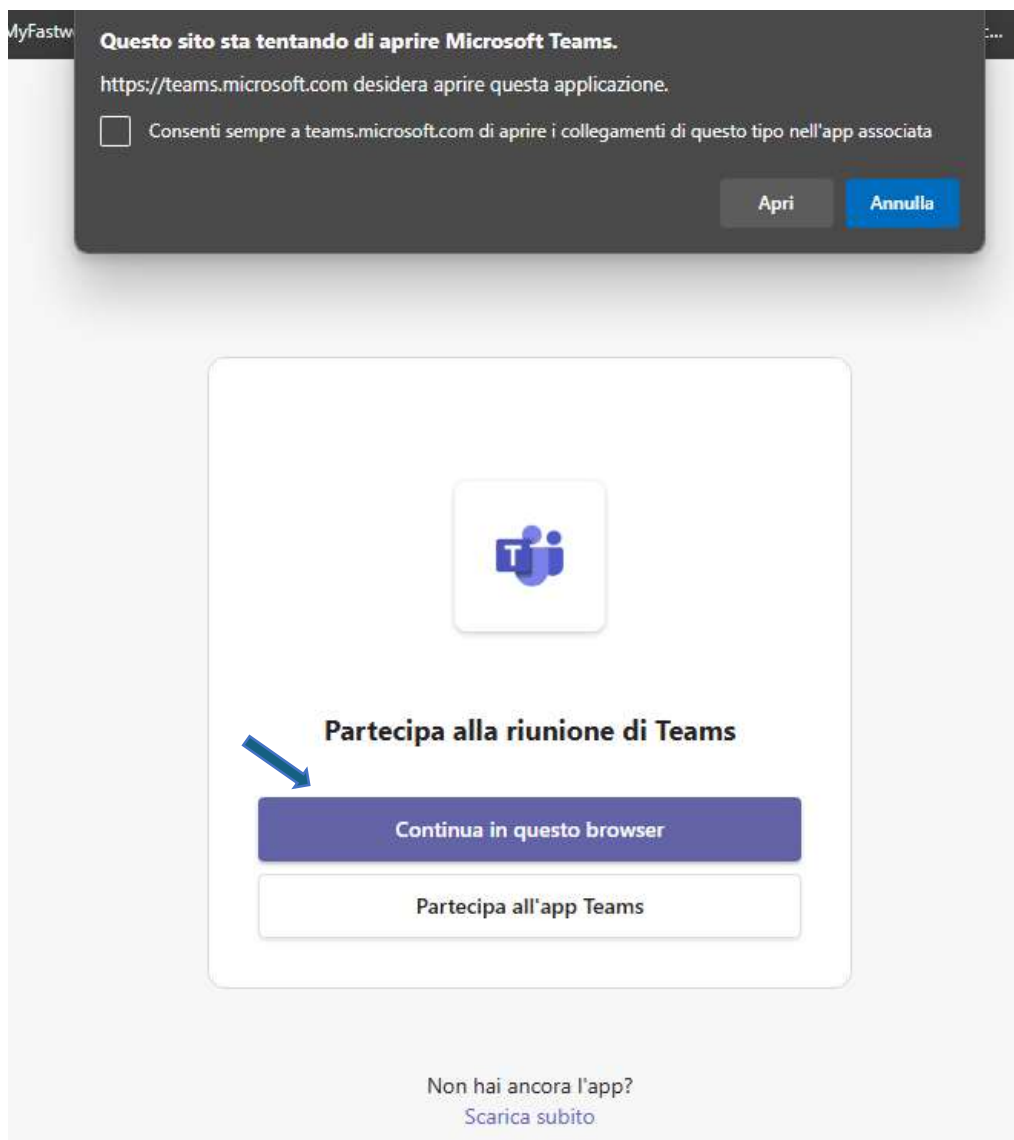 MyFastw
Questo sito sta tentando di aprire Microsoft Teams.
https://teams.microsoft.com desidera aprire questa applicazione.
Consenti sempre a teams.microsoft.com di aprire i collegamenti di questo tipo nell'app associata
Apri
Annulla
T
Partecipa alla riunione di Teams
Continua in questo browser
Partecipa all'app Teams
Non hai ancora l'app?
Scarica subito